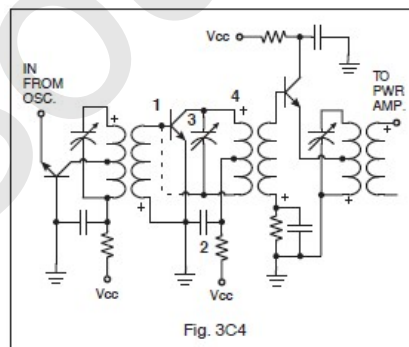 Vcc
IN
FROM
OSC.
TO
PWR
AMP.
1
3
4
+
+
+
+
+
+
2
Vcc
Vcc
Fig. 3C4